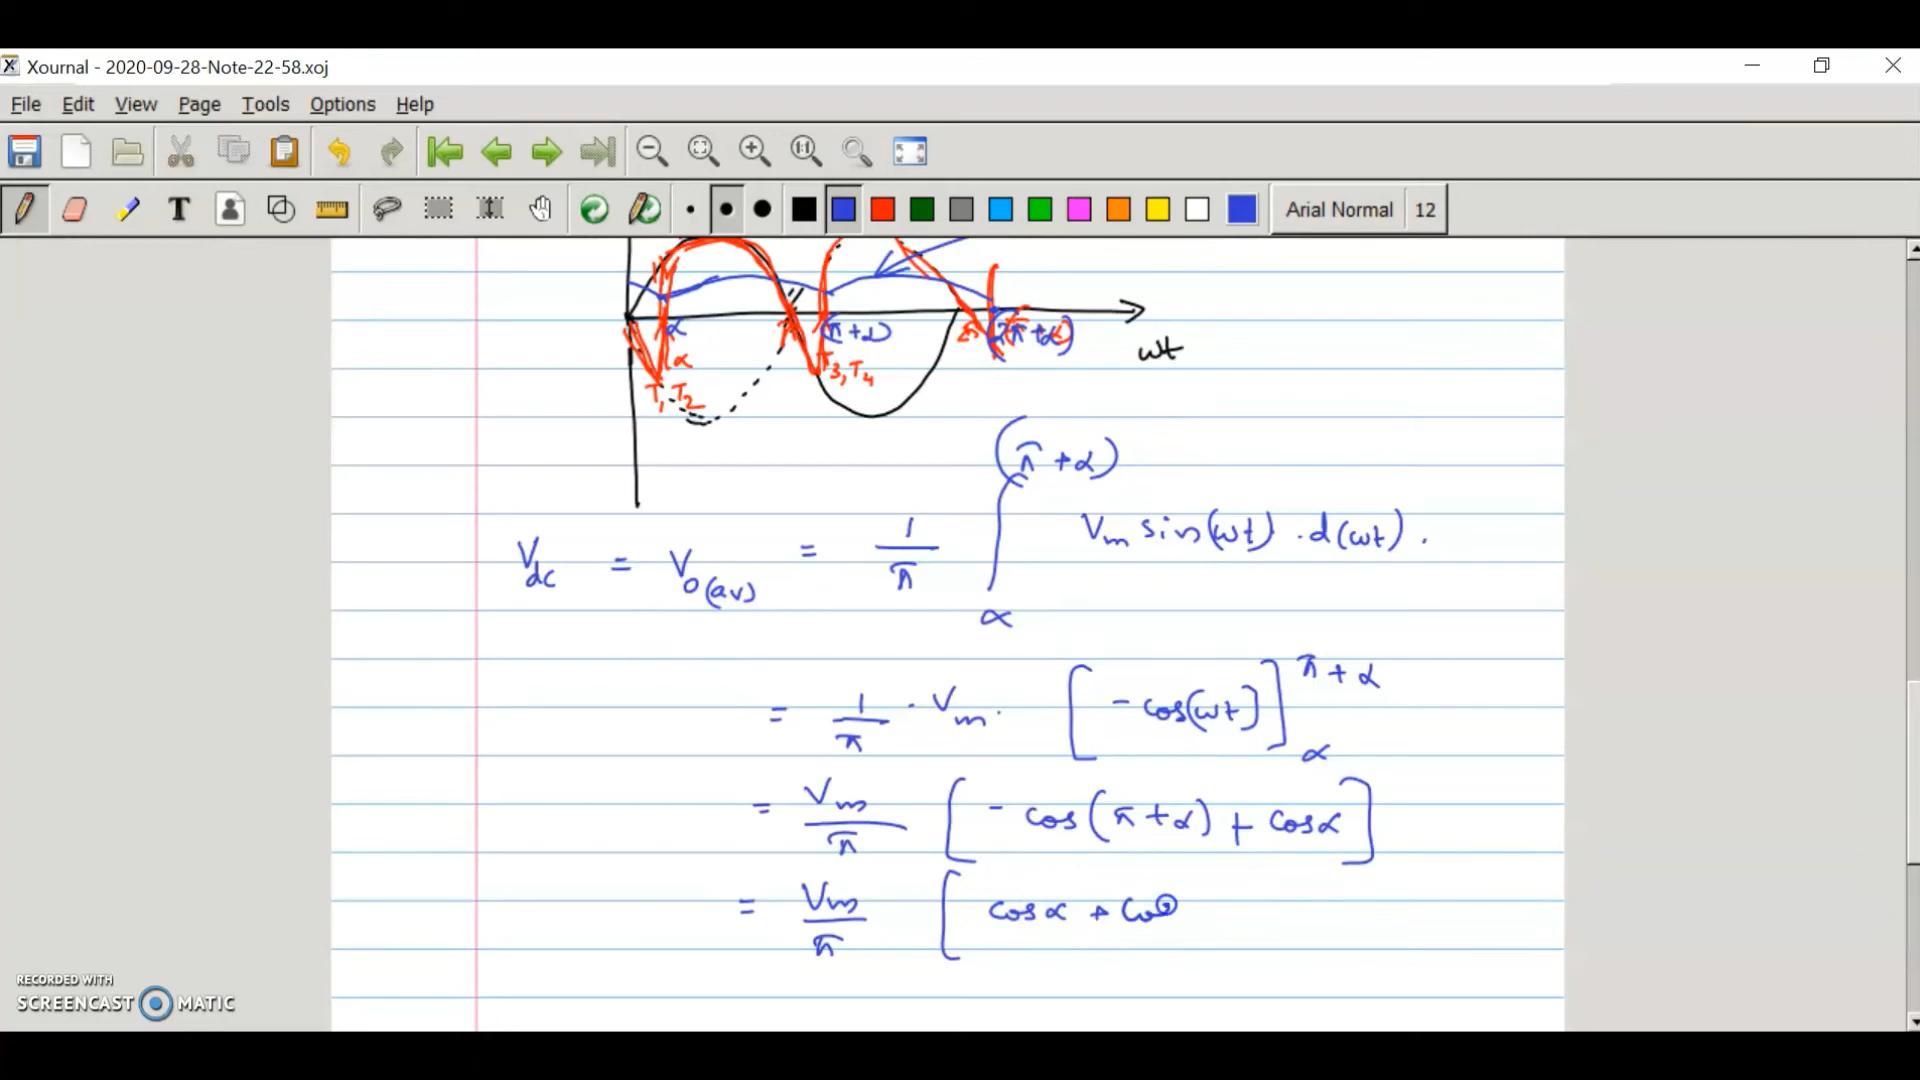 Xournal - 2020-09-28-Note-22-58.xoj
File Edit View Page Tools Options Help
Arial Normal 12
α (π+α) (2π+α)
α
T1 T2 T3, T4
ωt
Vdc = Vo(av) = 1/π ∫α^(π+α) Vm sin(ωt) . d(ωt).
= 1/π . Vm . [ - cos(ωt) ]α^π+α
= Vm/π [ - cos(π+α) + cosα ]
= Vm/π [ cosα + cos
RECORDED WITH
SCREENCAST MATIC